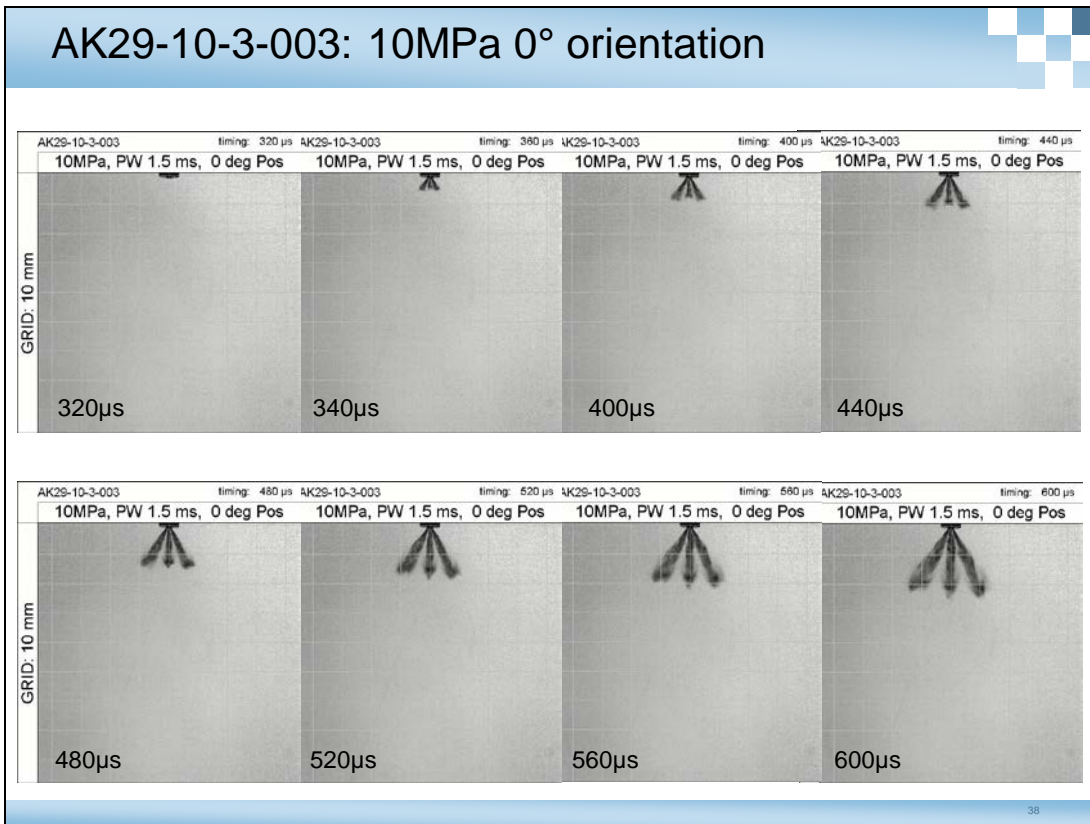 AK29-10-3-003: 10MPa 0° orientation
AK29-10-3-003 timing: 320 µs
10MPa, PW 1.5 ms, 0 deg Pos
GRID: 10 mm
320µs
AK29-10-3-003 timing: 360 µs
10MPa, PW 1.5 ms, 0 deg Pos
340µs
AK29-10-3-003 timing: 400 µs
10MPa, PW 1.5 ms, 0 deg Pos
400µs
AK29-10-3-003 timing: 440 µs
10MPa, PW 1.5 ms, 0 deg Pos
440µs
AK29-10-3-003 timing: 480 µs
10MPa, PW 1.5 ms, 0 deg Pos
GRID: 10 mm
480µs
AK29-10-3-003 timing: 520 µs
10MPa, PW 1.5 ms, 0 deg Pos
520µs
AK29-10-3-003 timing: 560 µs
10MPa, PW 1.5 ms, 0 deg Pos
560µs
AK29-10-3-003 timing: 600 µs
10MPa, PW 1.5 ms, 0 deg Pos
600µs
38